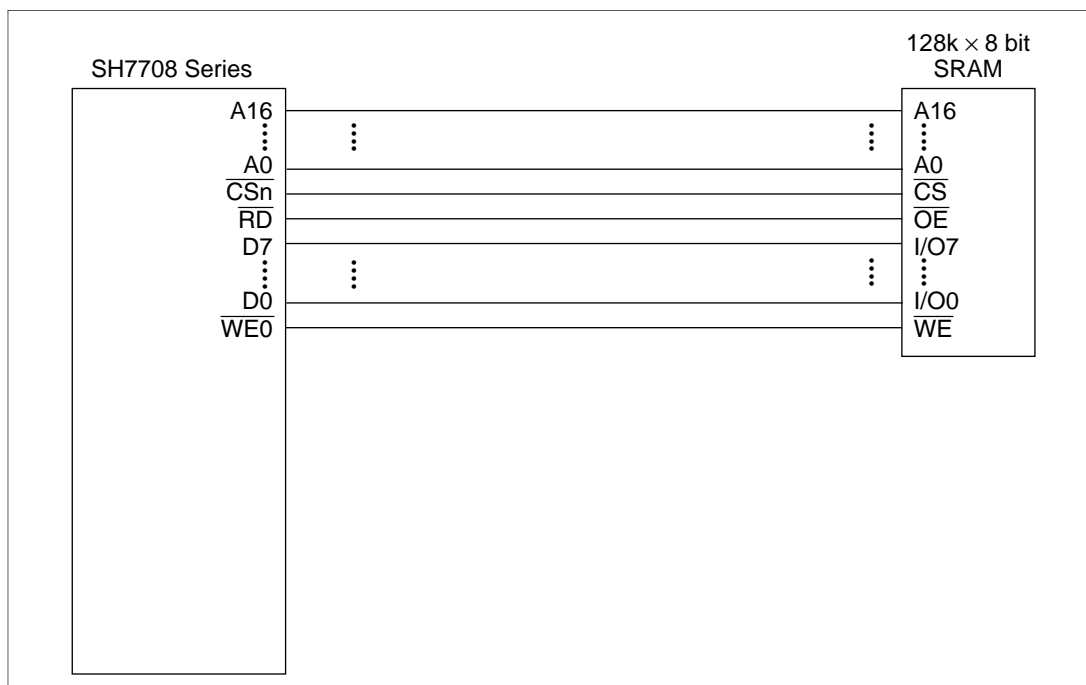 128k × 8 bit
SH7708 Series
SRAM
A16
A16
A0
A0
CSn
CS
RD
OE
D7
I/O7
D0
I/O0
WE0
WE